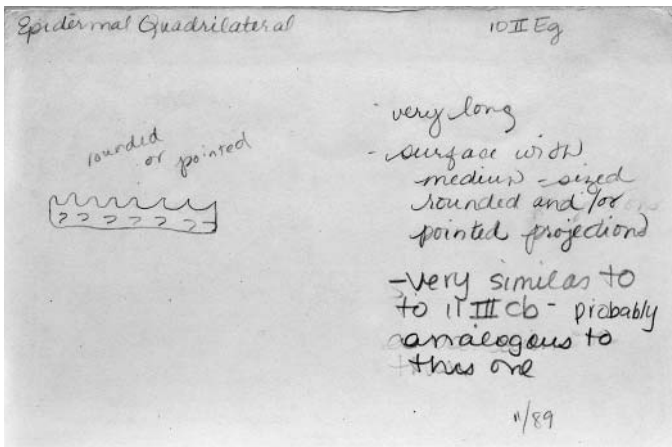 Epidermal Quadrilateral
10 II Eg
rounded
or pointed
very long
- surface with
medium-sized
rounded and/or
pointed projections
- very similar to
to 11 III Cb - probably
analogous to
this one
11/89